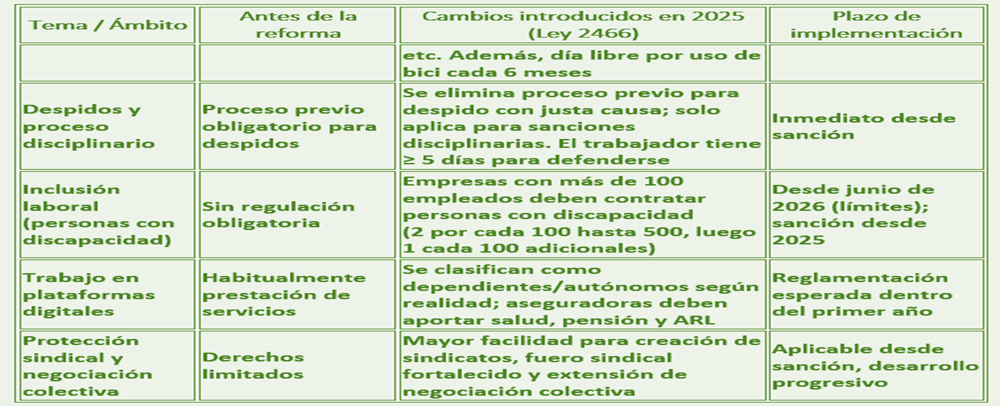 Tema / Ámbito
Antes de la
reforma
Cambios introducidos en 2025
(Ley 2466)
Plazo de
implementación
etc. Además, día libre por uso de
bici cada 6 meses
Despidos y
proceso
disciplinario
Proceso previo
obligatorio para
despidos
Se elimina proceso previo para
despido con justa causa; solo
aplica para sanciones
disciplinarias. El trabajador tiene
≥ 5 días para defenderse
Inmediato desde
sanción
Inclusión
laboral
(personas con
discapacidad)
Sin regulación
obligatoria
Empresas con más de 100
empleados deben contratar
personas con discapacidad
(2 por cada 100 hasta 500, luego
1 cada 100 adicionales)
Desde junio de
2026 (límites);
sanción desde
2025
Trabajo en
plataformas
digitales
Habitualmente
prestación de
servicios
Se clasifican como
dependientes/autónomos según
realidad; aseguradoras deben
aportar salud, pensión y ARL
Reglamentación
esperada dentro
del primer año
Protección
sindical y
negociación
colectiva
Derechos
limitados
Mayor facilidad para creación de
sindicatos, fuero sindical
fortalecido y extensión de
negociación colectiva
Aplicable desde
sanción, desarrollo
progresivo